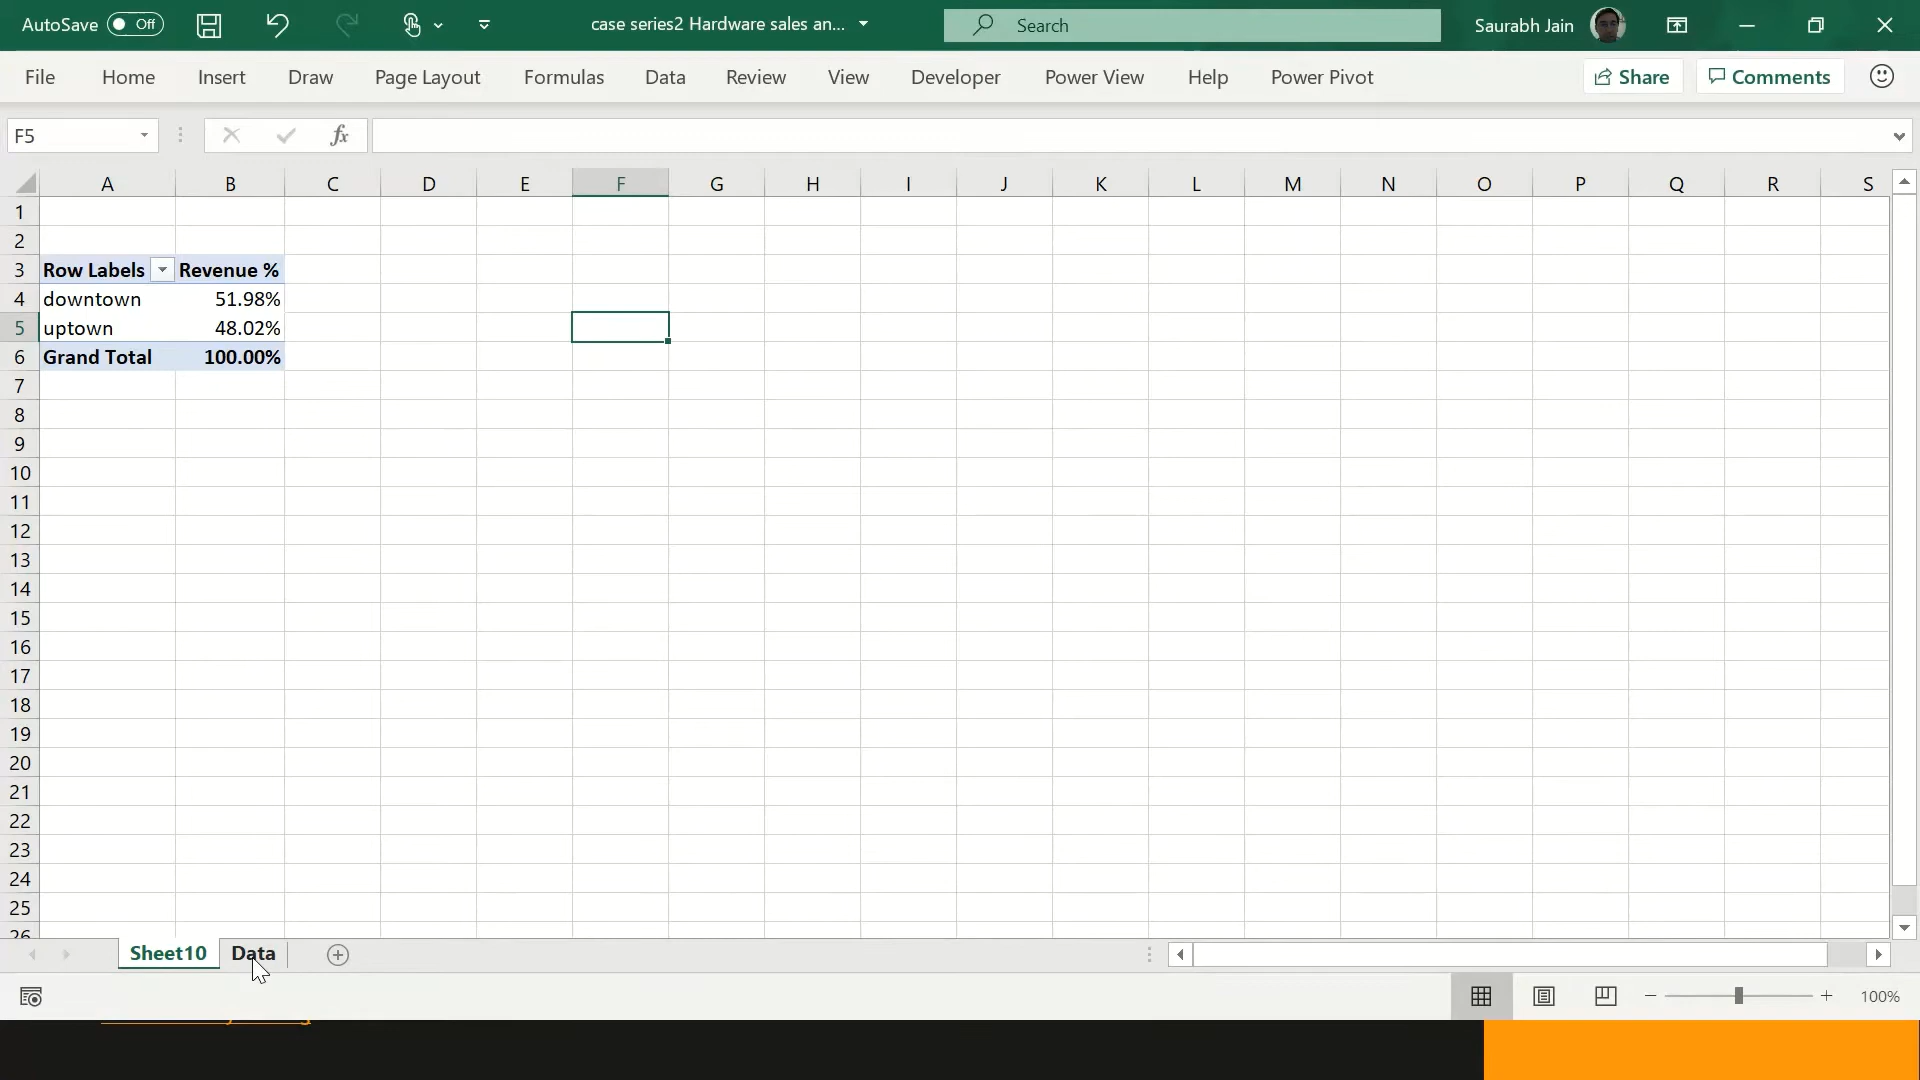 AutoSave Off case series2 Hardware sales an... Search Saurabh Jain
File Home Insert Draw Page Layout Formulas Data Review View Developer Power View Help Power Pivot Share Comments
F5 fx
A B C D E F G H I J K L M N O P Q R S
1
2
3 Row Labels Revenue %
4 downtown 51.98%
5 uptown 48.02%
6 Grand Total 100.00%
7
8
9
10
11
12
13
14
15
16
17
18
19
20
21
22
23
24
25
26
Sheet10 Data
100%